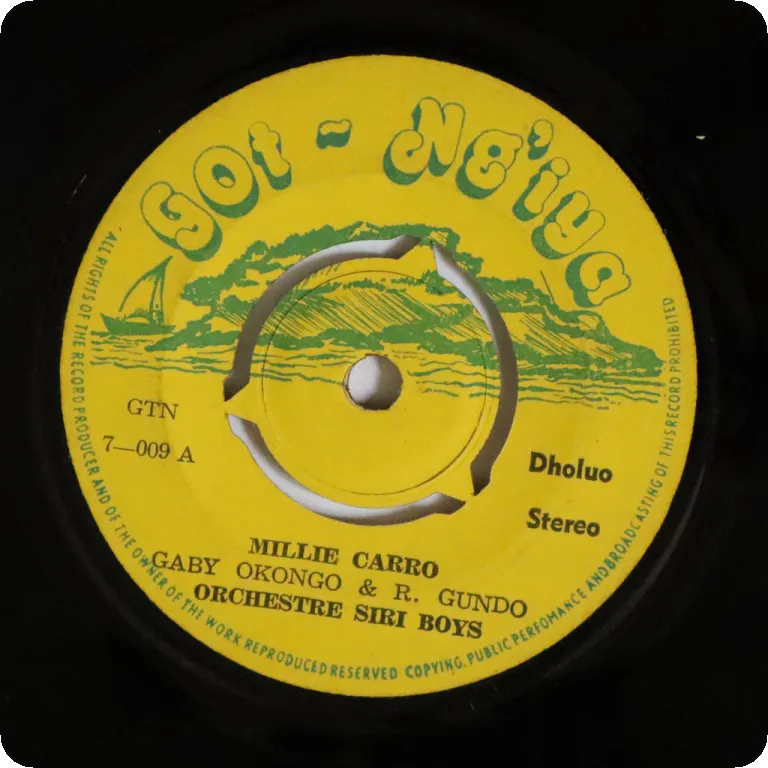 Got - Ng'iya
GTN
7—009 A
Dholuo
Stereo
MILLIE CARRO
GABY OKONGO & R. GUNDO
ORCHESTRE SIRI BOYS
ALL RIGHTS OF THE RECORD PRODUCER AND OF THE OWNER OF THE WORK REPRODUCED RESERVED COPYING, PUBLIC PERFOMANCE AND BROADCASTING OF THIS RECORD PROHIBITED